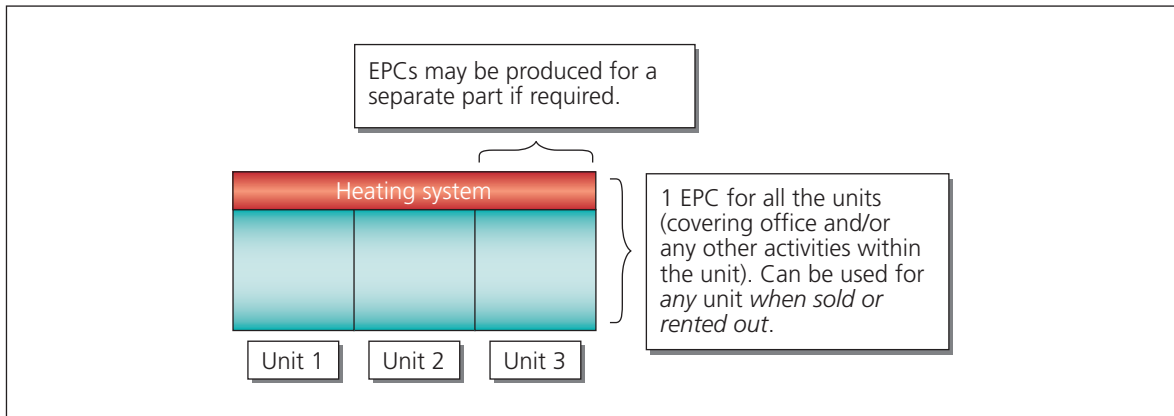 EPCs may be produced for a
separate part if required.
Heating system
1 EPC for all the units
(covering office and/or
any other activities within
the unit). Can be used for
any unit when sold or
rented out.
Unit 1
Unit 2
Unit 3